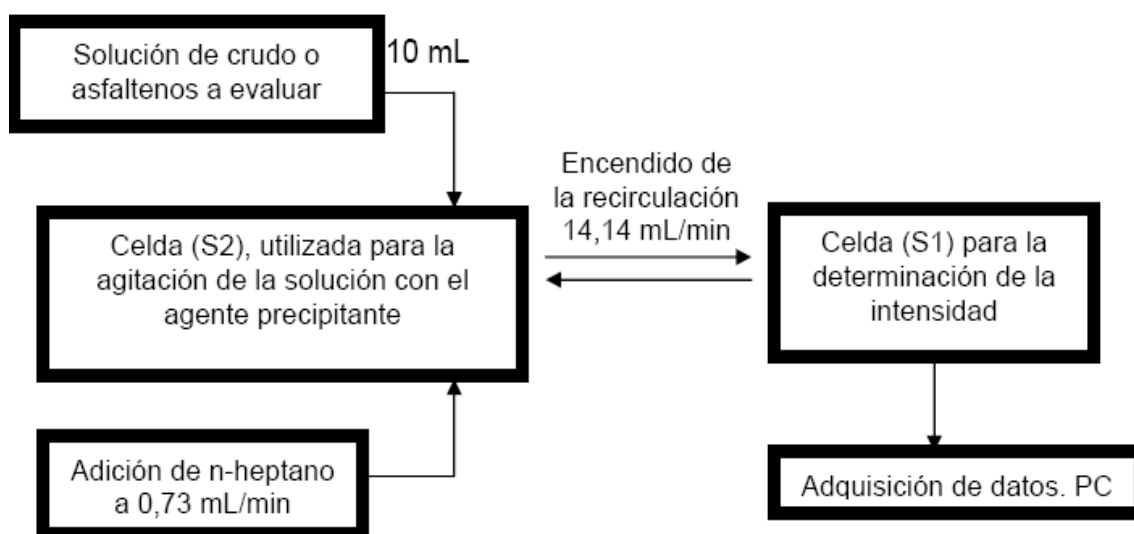 Solución de crudo o
asfaltenos a evaluar
10 mL
Encendido de
la recirculación
14,14 mL/min
Celda (S2), utilizada para la
agitación de la solución con el
agente precipitante
Celda (S1) para la
determinación de la
intensidad
Adición de n-heptano
a 0,73 mL/min
Adquisición de datos. PC